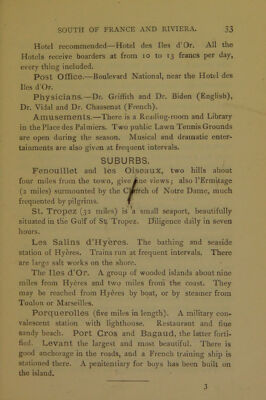 SOUTH OF FRANCE AND RIVIERA. 33
Hotel recommended—Hotel des Iles d'Or. All the
Hotels receive boarders at from 10 to 13 francs per day,
every thing included.
Post Office.—Boulevard National, near the Hotel des
Iles d'Or.
Physicians.—Dr. Griffith and Dr. Biden (English),
Dr. Vidal and Dr. Chassenat (French).
Amusements.—There is a Reading-room and Library
in the Place des Palmiers. Two public Lawn Tennis Grounds
are open during the season. Musical and dramatic enter-
tainments are also given at frequent intervals.
SUBURBS.
Fenouillet and les Oiseaux, two hills about
four miles from the town, give fine views; also l'Ermitage
(2 miles) surmounted by the Church of Notre Dame, much
frequented by pilgrims.
St. Tropez (32 miles) is a small seaport, beautifully
situated in the Gulf of St. Tropez. Diligence daily in seven
hours.
Les Salins d'Hyères. The bathing and seaside
station of Hyères. Trains run at frequent intervals. There
are large salt works on the shore.
The Iles d'Or. A group of wooded islands about nine
miles from Hyères and two miles from the coast. They
may be reached from Hyères by boat, or by steamer from
Toulon or Marseilles.
Porquerolles (five miles in length). A military con-
valescent station with lighthouse. Restaurant and fine
sandy beach. Port Cros and Bagaud, the latter forti-
fied. Levant the largest and most beautiful. There is
good anchorage in the roads, and a French training ship is
stationed there. A penitentiary for boys has been built on
the island.
3